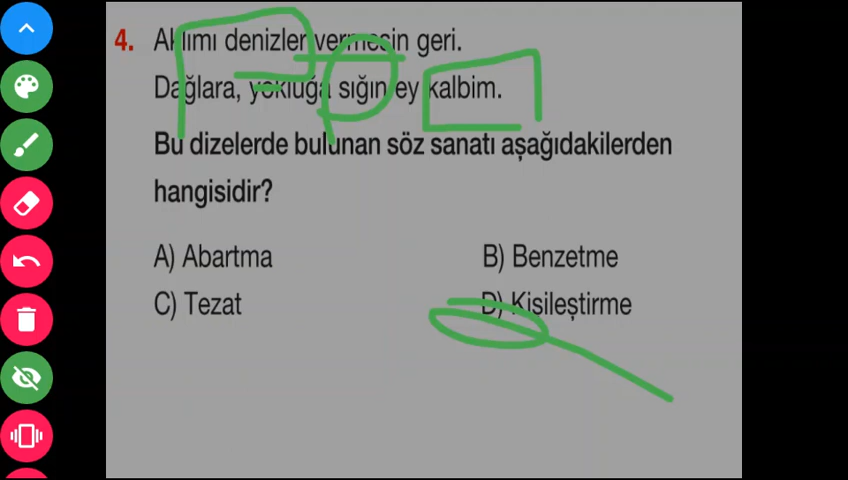 4. Aklımı denizler vermesin geri.
Dağlara, yokluğa sığın ey kalbim.
Bu dizelerde bulunan söz sanatı aşağıdakilerden
hangisidir?
A) Abartma
B) Benzetme
C) Tezat
D) Kişileştirme